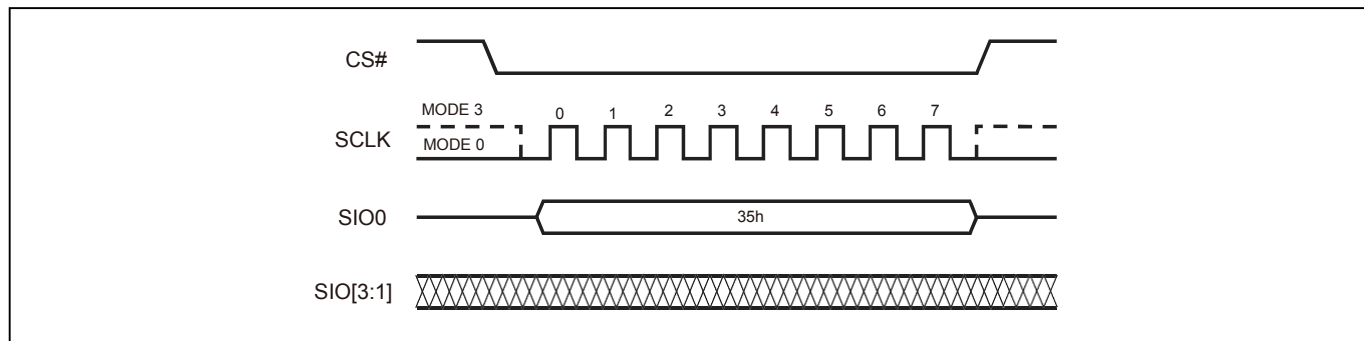 CS#
MODE 3
0 1 2 3 4 5 6 7
SCLK
MODE 0
SIO0
35h
SIO[3:1]